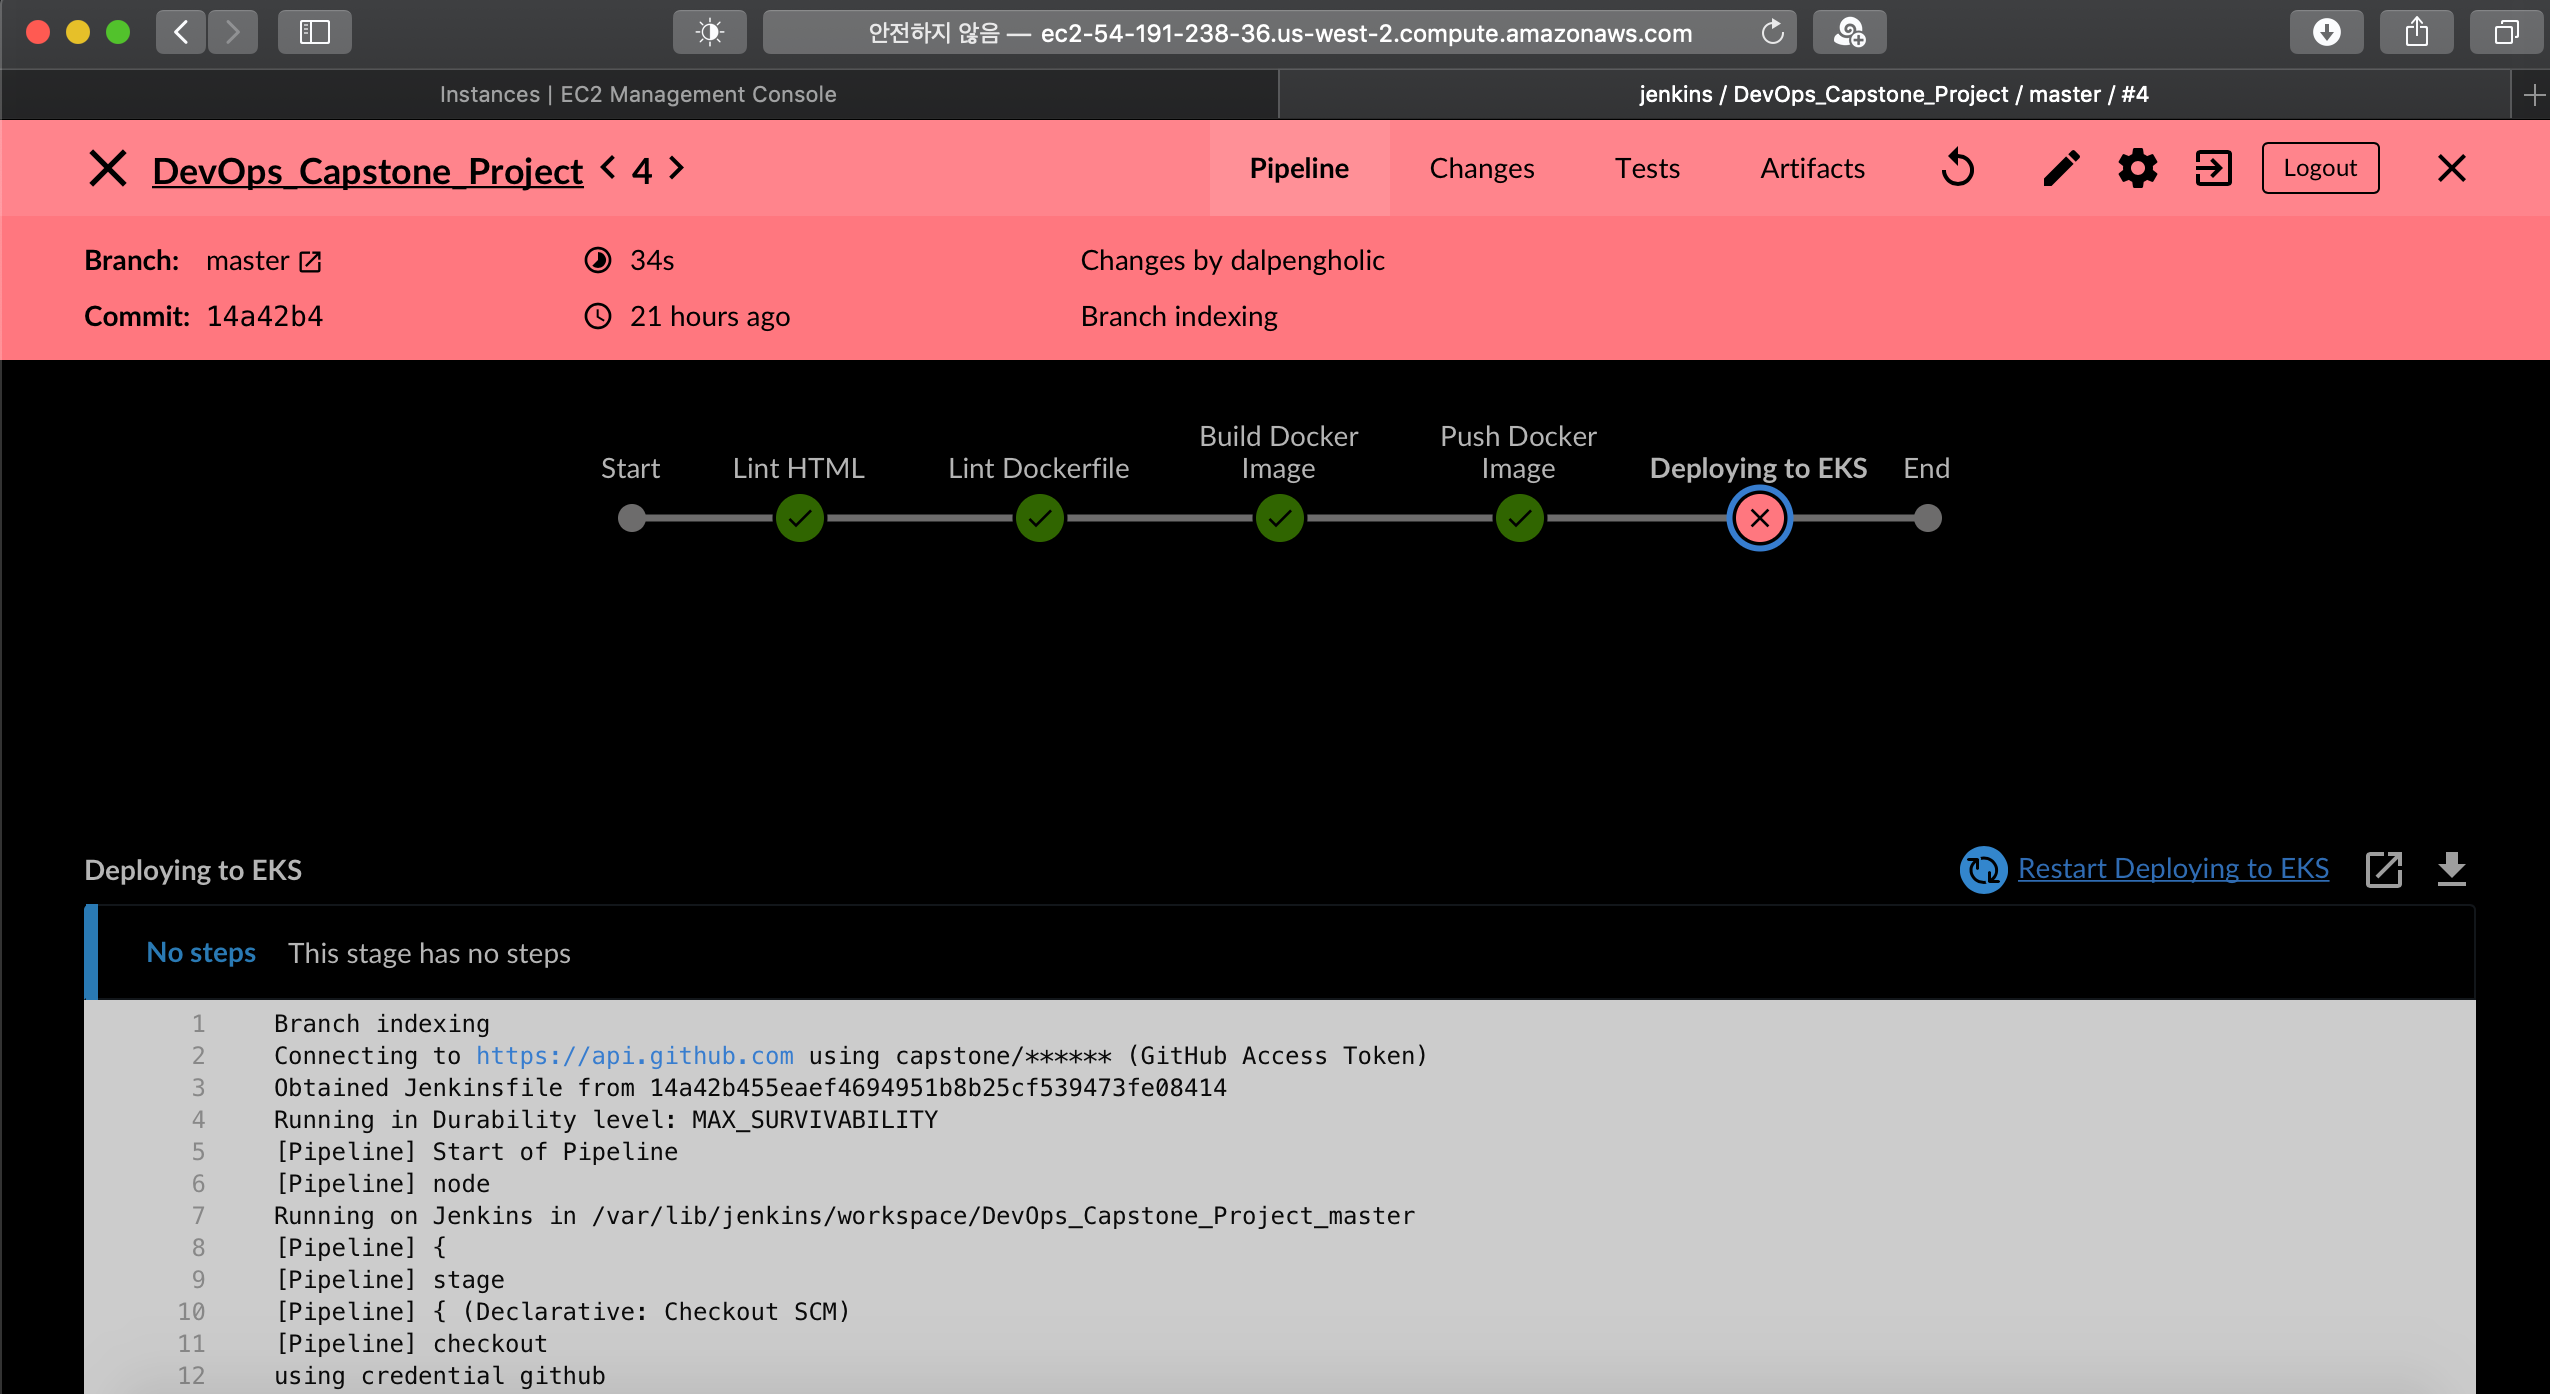 안전하지 않음 — ec2-54-191-238-36.us-west-2.compute.amazonaws.com
Instances | EC2 Management Console
jenkins / DevOps_Capstone_Project / master / #4
DevOps_Capstone_Project < 4 >
Pipeline
Changes
Tests
Artifacts
Logout
Branch: master
34s
Changes by dalpengholic
Commit: 14a42b4
21 hours ago
Branch indexing
Start
Lint HTML
Lint Dockerfile
Build Docker
Image
Push Docker
Image
Deploying to EKS
End
Deploying to EKS
Restart Deploying to EKS
No steps This stage has no steps
1 Branch indexing
2 Connecting to https://api.github.com using capstone/****** (GitHub Access Token)
3 Obtained Jenkinsfile from 14a42b455eaef4694951b8b25cf539473fe08414
4 Running in Durability level: MAX_SURVIVABILITY
5 [Pipeline] Start of Pipeline
6 [Pipeline] node
7 Running on Jenkins in /var/lib/jenkins/workspace/DevOps_Capstone_Project_master
8 [Pipeline] {
9 [Pipeline] stage
10 [Pipeline] { (Declarative: Checkout SCM)
11 [Pipeline] checkout
12 using credential github